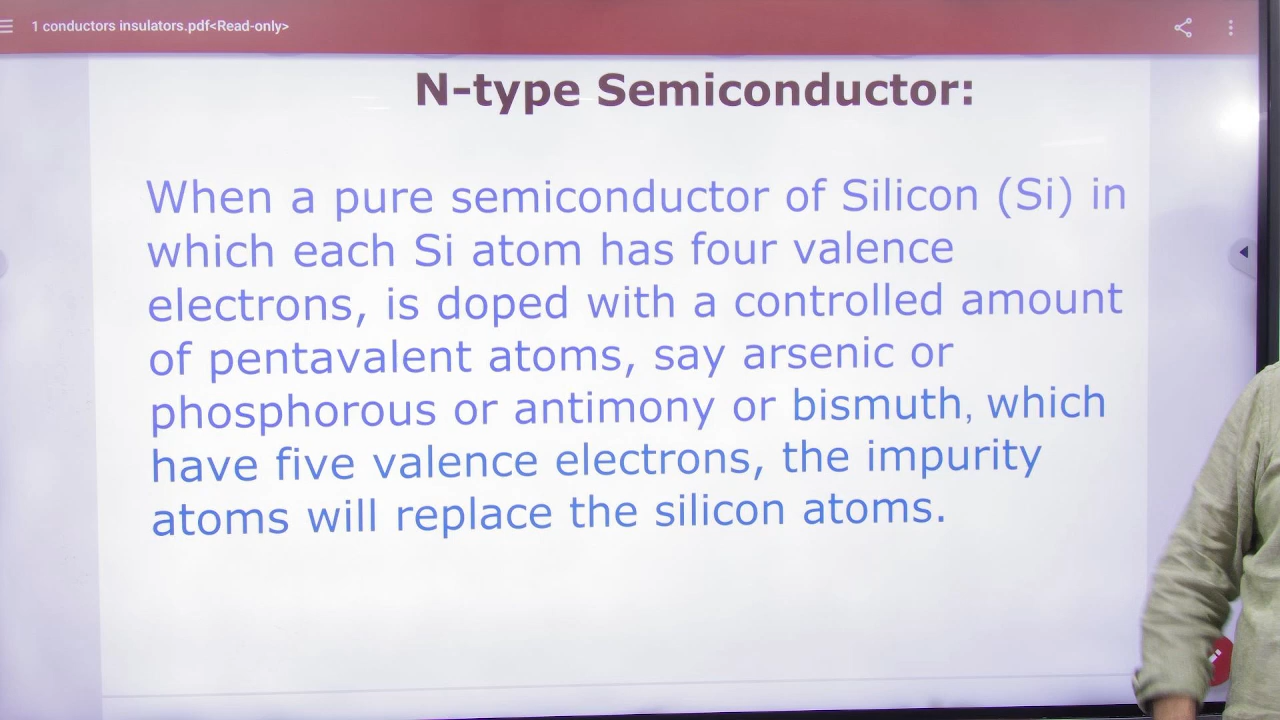 1 conductors insulators.pdf<Read-only>
N-type Semiconductor:
When a pure semiconductor of Silicon (Si) in
which each Si atom has four valence
electrons, is doped with a controlled amount
of pentavalent atoms, say arsenic or
phosphorous or antimony or bismuth, which
have five valence electrons, the impurity
atoms will replace the silicon atoms.